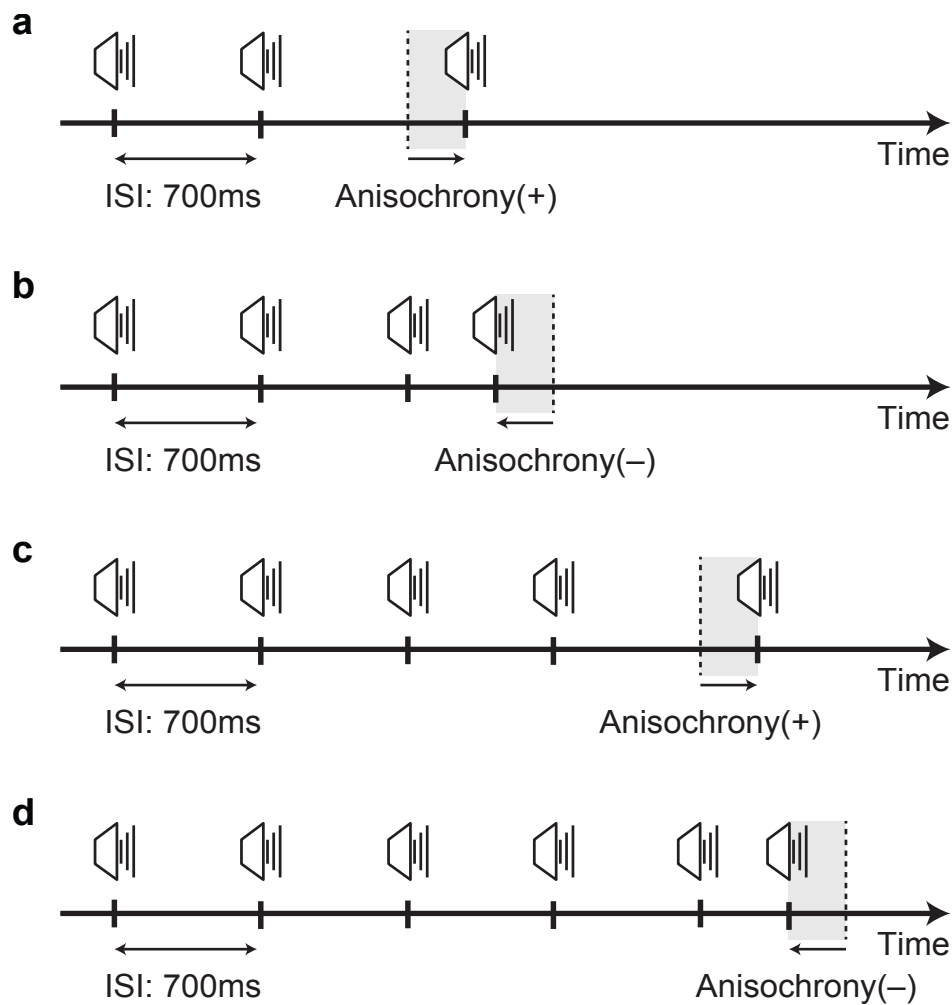 a
Time
ISI: 700ms Anisochrony(+)
b
Time
ISI: 700ms Anisochrony(–)
c
Time
ISI: 700ms Anisochrony(+)
d
Time
ISI: 700ms Anisochrony(–)